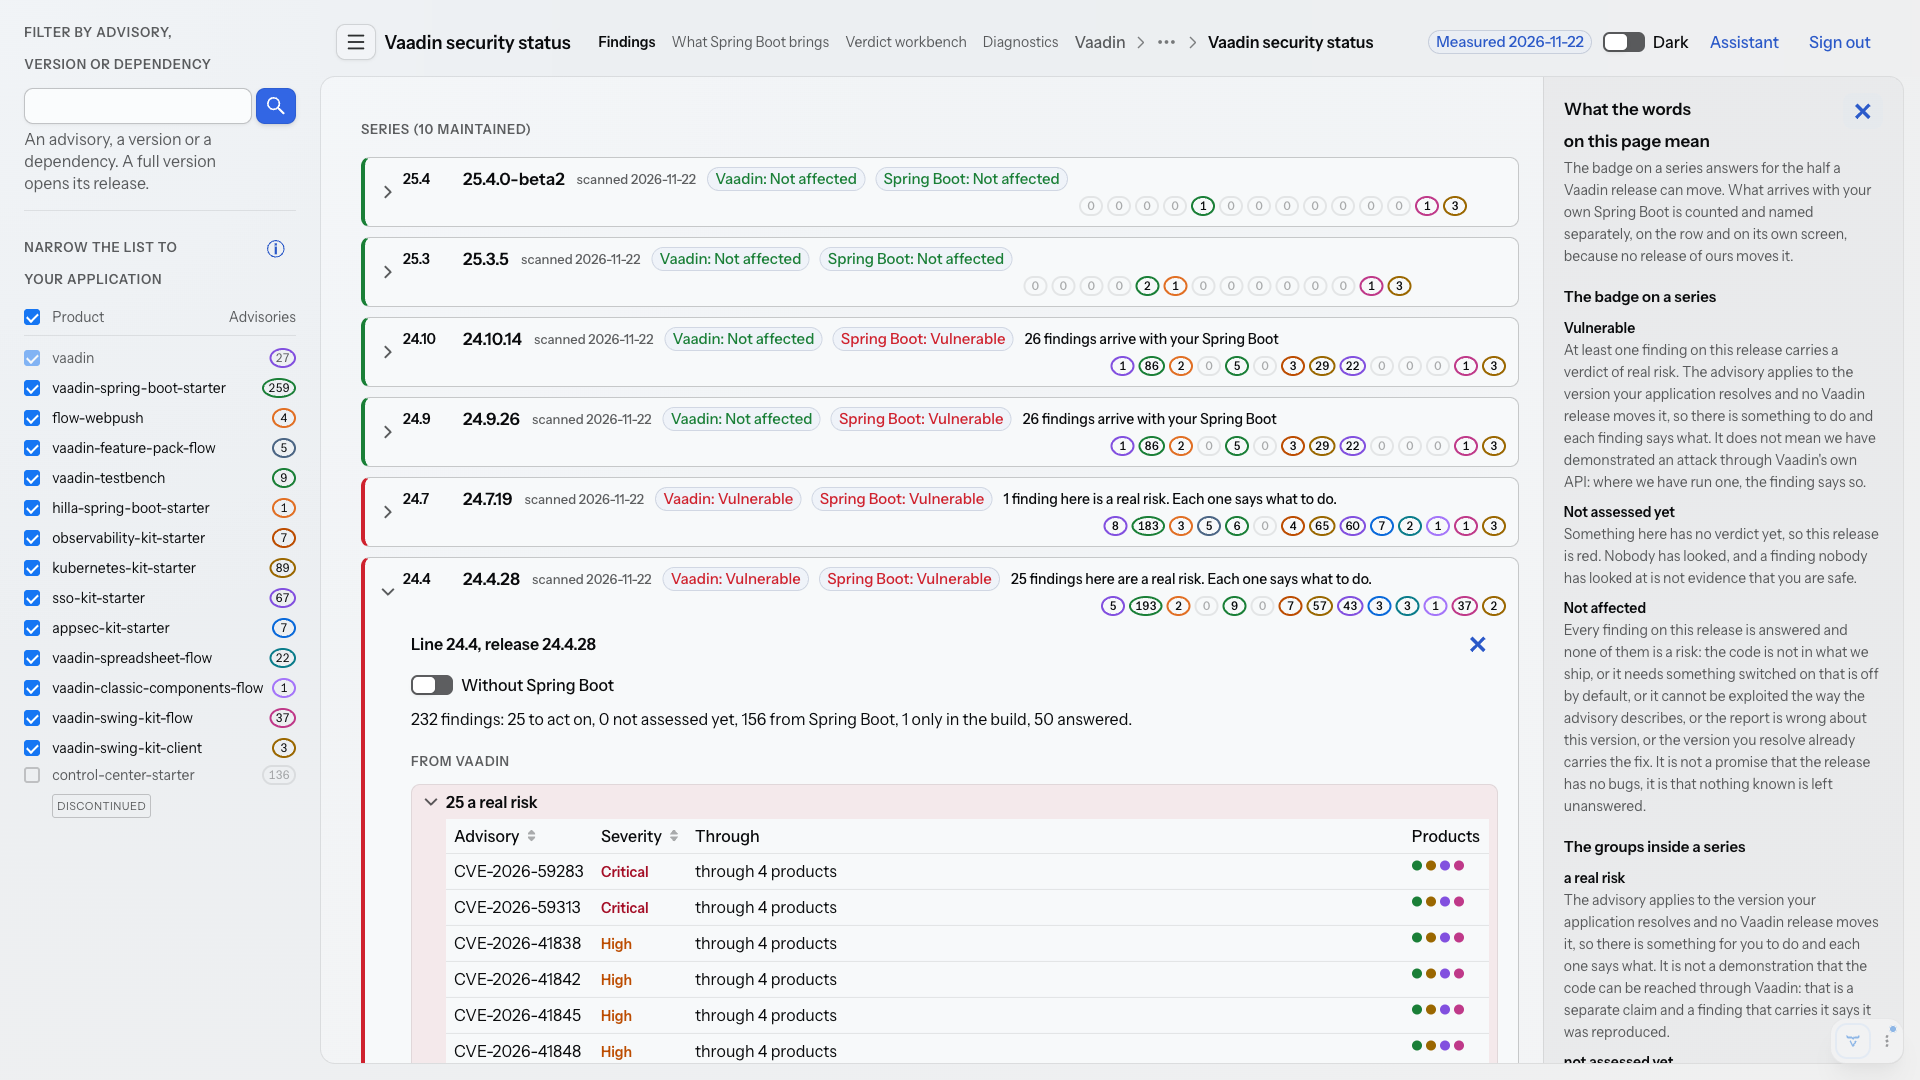 FILTER BY ADVISORY,
VERSION OR DEPENDENCY
An advisory, a version or a
dependency. A full version
opens its release.
NARROW THE LIST TO
YOUR APPLICATION
Product Advisories
vaadin 27
vaadin-spring-boot-starter 259
flow-webpush 4
vaadin-feature-pack-flow 5
vaadin-testbench 9
hilla-spring-boot-starter 1
observability-kit-starter 7
kubernetes-kit-starter 89
sso-kit-starter 67
appsec-kit-starter 7
vaadin-spreadsheet-flow 22
vaadin-classic-components-flow 1
vaadin-swing-kit-flow 37
vaadin-swing-kit-client 3
control-center-starter 136
DISCONTINUED
Vaadin security status Findings What Spring Boot brings Verdict workbench Diagnostics Vaadin Vaadin security status Measured 2026-11-22 Dark Assistant Sign out
SERIES (10 MAINTAINED)
25.4 25.4.0-beta2 scanned 2026-11-22 Vaadin: Not affected Spring Boot: Not affected
0 0 0 0 1 0 0 0 0 0 0 0 1 3
25.3 25.3.5 scanned 2026-11-22 Vaadin: Not affected Spring Boot: Not affected
0 0 0 0 2 1 0 0 0 0 0 0 1 3
24.10 24.10.14 scanned 2026-11-22 Vaadin: Not affected Spring Boot: Vulnerable 26 findings arrive with your Spring Boot
1 86 2 0 5 0 3 29 22 0 0 0 1 3
24.9 24.9.26 scanned 2026-11-22 Vaadin: Not affected Spring Boot: Vulnerable 26 findings arrive with your Spring Boot
1 86 2 0 5 0 3 29 22 0 0 0 1 3
24.7 24.7.19 scanned 2026-11-22 Vaadin: Vulnerable Spring Boot: Vulnerable 1 finding here is a real risk. Each one says what to do.
8 183 3 5 6 0 4 65 60 7 2 1 1 3
24.4 24.4.28 scanned 2026-11-22 Vaadin: Vulnerable Spring Boot: Vulnerable 25 findings here are a real risk. Each one says what to do.
5 193 2 0 9 0 7 57 43 3 3 1 37 2
Line 24.4, release 24.4.28
Without Spring Boot
232 findings: 25 to act on, 0 not assessed yet, 156 from Spring Boot, 1 only in the build, 50 answered.
FROM VAADIN
25 a real risk
Advisory Severity Through Products
CVE-2026-59283 Critical through 4 products
CVE-2026-59313 Critical through 4 products
CVE-2026-41838 High through 4 products
CVE-2026-41842 High through 4 products
CVE-2026-41845 High through 4 products
CVE-2026-41848 High through 4 products
What the words
on this page mean
The badge on a series answers for the half a
Vaadin release can move. What arrives with your
own Spring Boot is counted and named
separately, on the row and on its own screen,
because no release of ours moves it.
The badge on a series
Vulnerable
At least one finding on this release carries a
verdict of real risk. The advisory applies to the
version your application resolves and no Vaadin
release moves it, so there is something to do and
each finding says what. It does not mean we have
demonstrated an attack through Vaadin's own
API: where we have run one, the finding says so.
Not assessed yet
Something here has no verdict yet, so this release
is red. Nobody has looked, and a finding nobody
has looked at is not evidence that you are safe.
Not affected
Every finding on this release is answered and
none of them is a risk: the code is not in what we
ship, or it needs something switched on that is off
by default, or it cannot be exploited the way the
advisory describes, or the report is wrong about
this version, or the version you resolve already
carries the fix. It is not a promise that the release
has no bugs, it is that nothing known is left
unanswered.
The groups inside a series
a real risk
The advisory applies to the version your
application resolves and no Vaadin release moves
it, so there is something for you to do and each
one says what. It is not a demonstration that the
code can be reached through Vaadin: that is a
separate claim and a finding that carries it says it
was reproduced.
not assessed yet